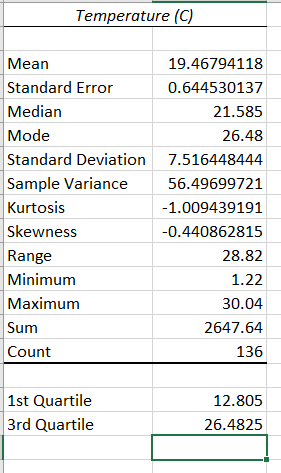 Temperature (C)
Mean 19.46794118
Standard Error 0.644530137
Median 21.585
Mode 26.48
Standard Deviation 7.516448444
Sample Variance 56.49699721
Kurtosis -1.009439191
Skewness -0.440862815
Range 28.82
Minimum 1.22
Maximum 30.04
Sum 2647.64
Count 136
1st Quartile 12.805
3rd Quartile 26.4825